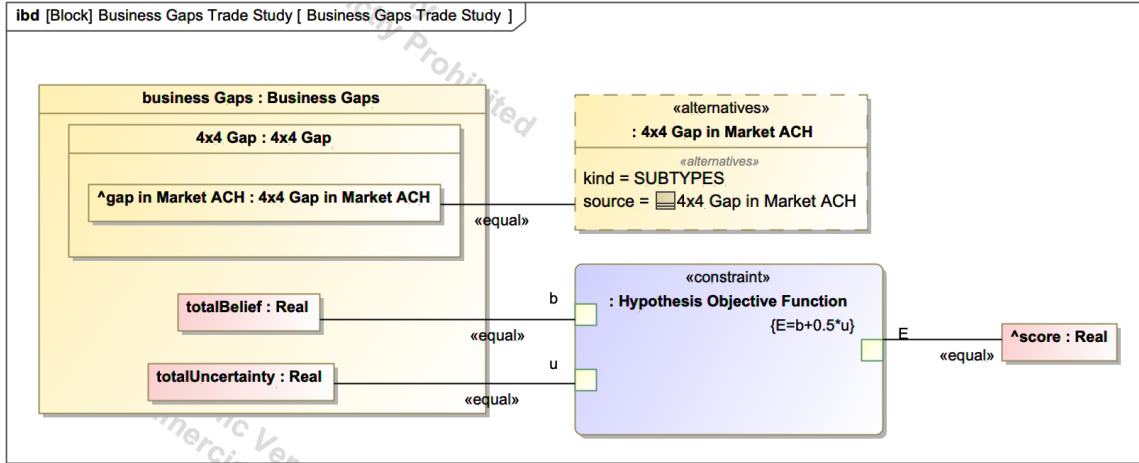 ibd [Block] Business Gaps Trade Study [ Business Gaps Trade Study ]
Prohibited
business Gaps : Business Gaps
4x4 Gap : 4x4 Gap
^gap in Market ACH : 4x4 Gap in Market ACH
«equal»
«alternatives»
: 4x4 Gap in Market ACH
«alternatives»
kind = SUBTYPES
source = 4x4 Gap in Market ACH
totalBelief : Real
«equal»
b
totalUncertainty : Real
«equal»
u
«constraint»
: Hypothesis Objective Function
{E=b+0.5*u}
E
«equal»
^score : Real